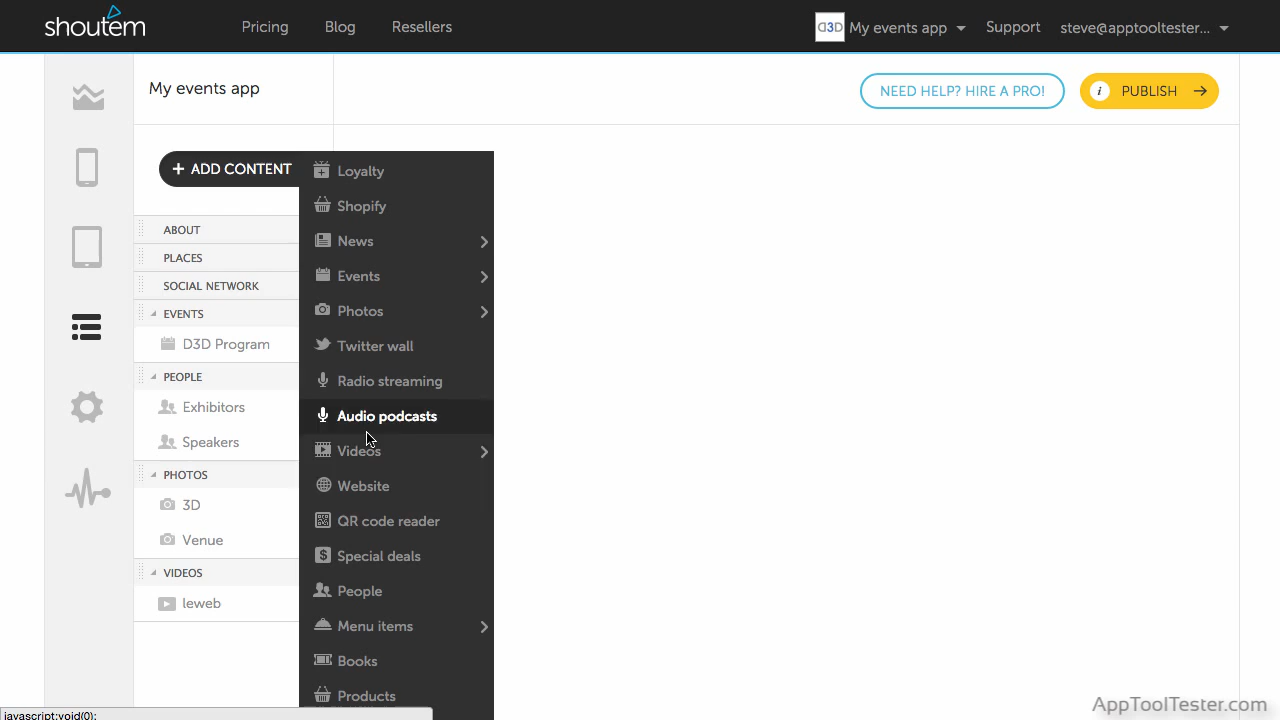 shoutem
Pricing
Blog
Resellers
D3D
My events app
Support
steve@apptooltester...
My events app
NEED HELP? HIRE A PRO!
i
PUBLISH
+ ADD CONTENT
ABOUT
PLACES
SOCIAL NETWORK
EVENTS
D3D Program
PEOPLE
Exhibitors
Speakers
PHOTOS
3D
Venue
VIDEOS
leweb
Loyalty
Shopify
News
Events
Photos
Twitter wall
Radio streaming
Audio podcasts
Videos
Website
QR code reader
Special deals
People
Menu items
Books
Products
javascript:void(0);
AppToolTester.com